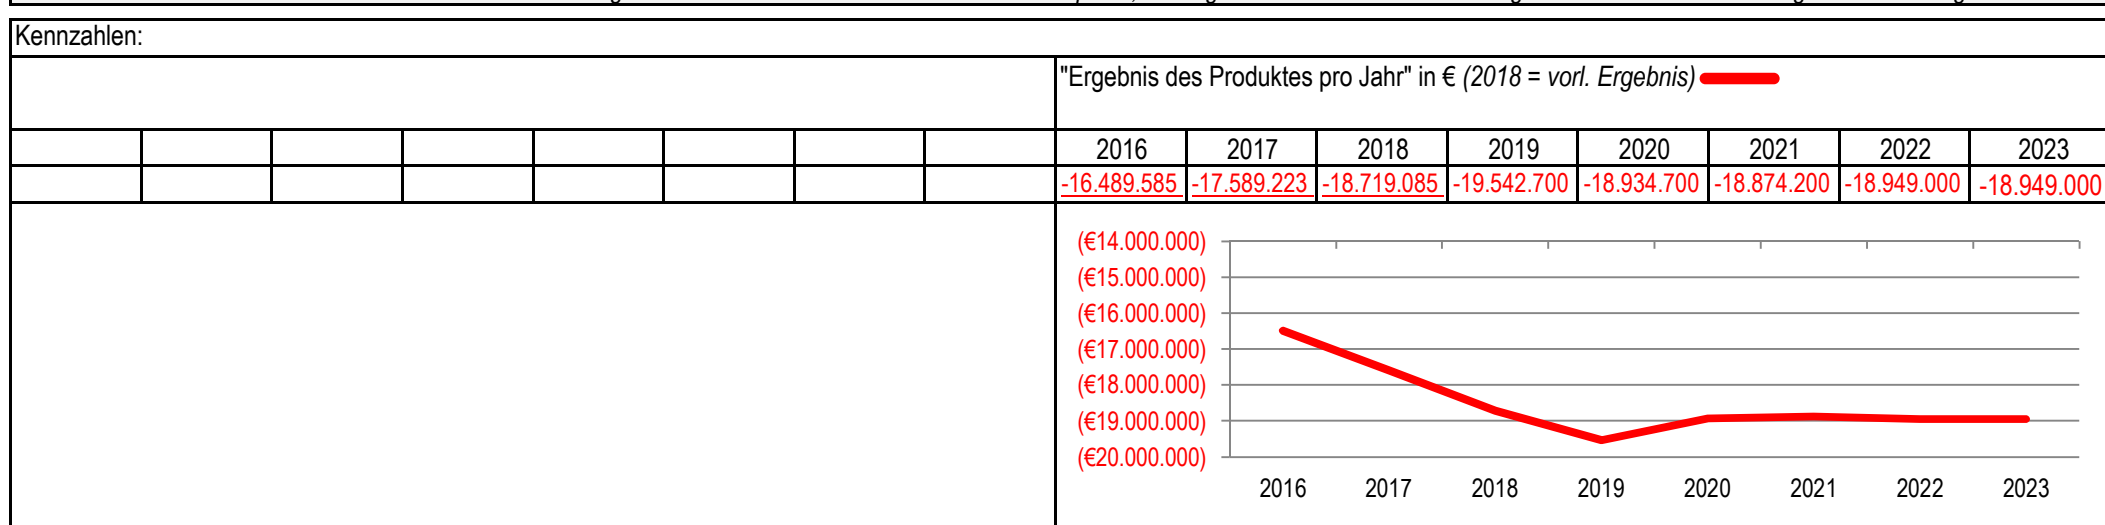 Kennzahlen:
"Ergebnis des Produktes pro Jahr" in € (2018 = vorl. Ergebnis)
2016 2017 2018 2019 2020 2021 2022 2023
-16.489.585 -17.589.223 -18.719.085 -19.542.700 -18.934.700 -18.874.200 -18.949.000 -18.949.000
(€14.000.000)
(€15.000.000)
(€16.000.000)
(€17.000.000)
(€18.000.000)
(€19.000.000)
(€20.000.000)
2016 2017 2018 2019 2020 2021 2022 2023